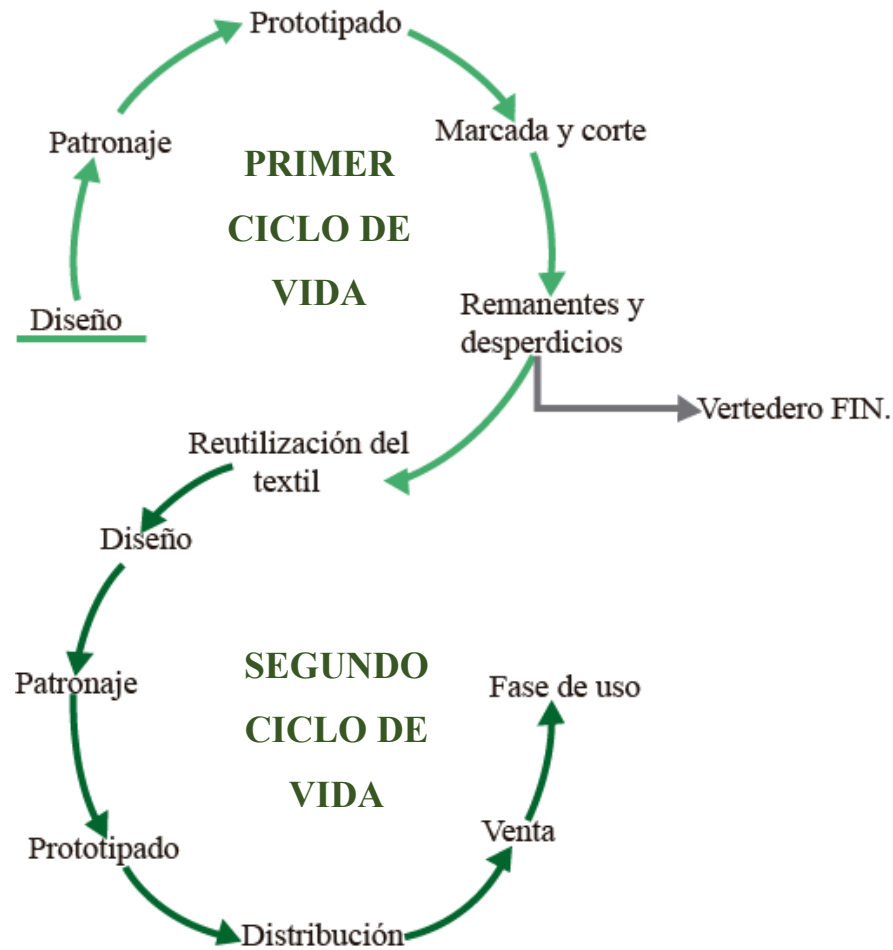 Prototipado
Marcada y corte
Patronaje
PRIMER
CICLO DE
VIDA
Diseño
Remanentes y
desperdicios
Vertedero FIN.
Reutilización del
textil
Diseño
Patronaje
SEGUNDO
CICLO DE
VIDA
Fase de uso
Venta
Prototipado
Distribución